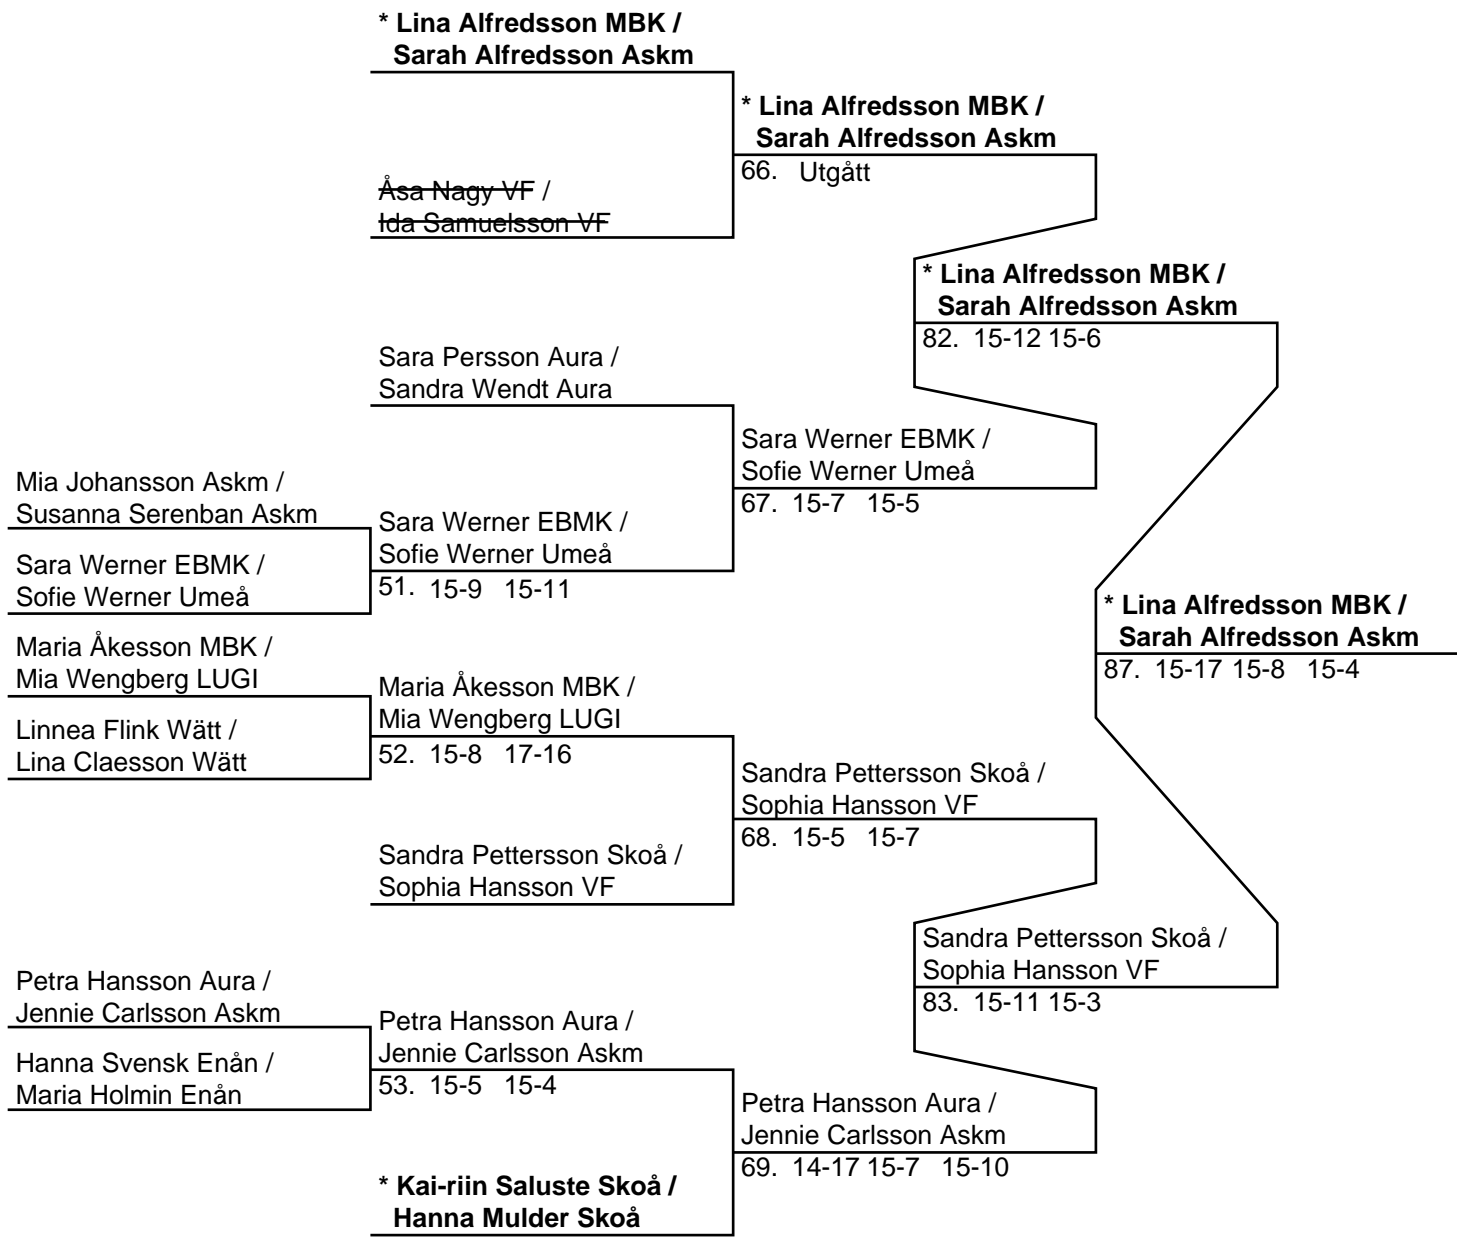 * Lina Alfredsson MBK /
Sarah Alfredsson Askm
* Lina Alfredsson MBK /
Sarah Alfredsson Askm
66. Utgått
Åsa Nagy VF /
Ida Samuelsson VF
* Lina Alfredsson MBK /
Sarah Alfredsson Askm
82. 15-12 15-6
Sara Persson Aura /
Sandra Wendt Aura
Sara Werner EBMK /
Sofie Werner Umeå
67. 15-7 15-5
Mia Johansson Askm /
Susanna Serenban Askm
Sara Werner EBMK /
Sofie Werner Umeå
51. 15-9 15-11
Sara Werner EBMK /
Sofie Werner Umeå
* Lina Alfredsson MBK /
Sarah Alfredsson Askm
87. 15-17 15-8 15-4
Maria Åkesson MBK /
Mia Wengberg LUGI
Maria Åkesson MBK /
Mia Wengberg LUGI
52. 15-8 17-16
Linnea Flink Wätt /
Lina Claesson Wätt
Sandra Pettersson Skoå /
Sophia Hansson VF
68. 15-5 15-7
Sandra Pettersson Skoå /
Sophia Hansson VF
Sandra Pettersson Skoå /
Sophia Hansson VF
83. 15-11 15-3
Petra Hansson Aura /
Jennie Carlsson Askm
Petra Hansson Aura /
Jennie Carlsson Askm
53. 15-5 15-4
Hanna Svensk Enån /
Maria Holmin Enån
Petra Hansson Aura /
Jennie Carlsson Askm
69. 14-17 15-7 15-10
* Kai-riin Saluste Skoå /
Hanna Mulder Skoå